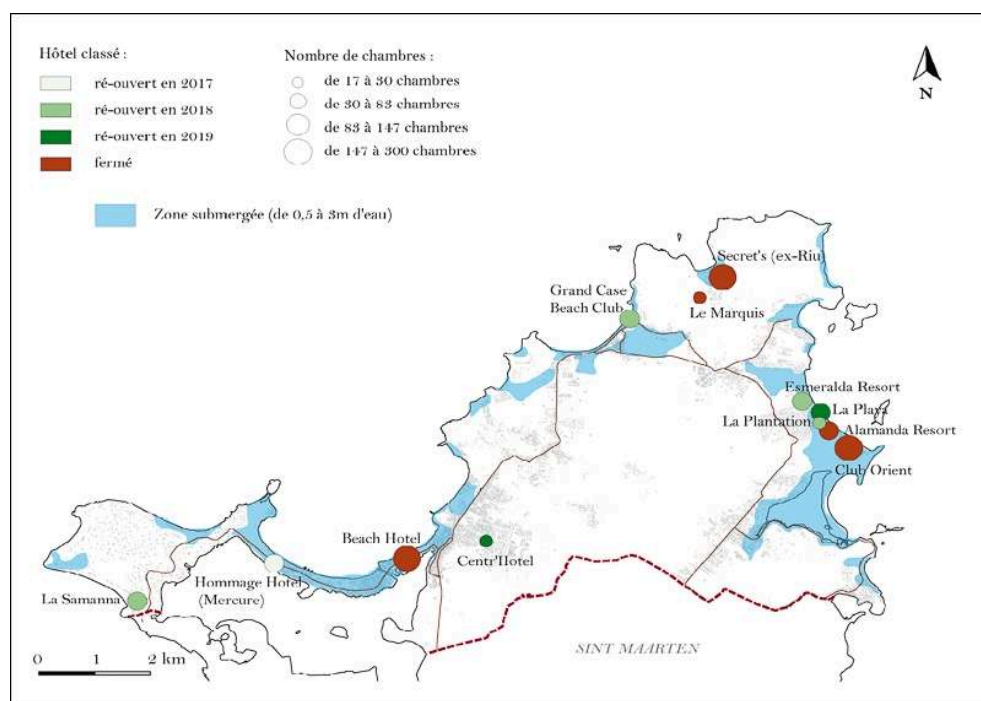 Hôtel classé :
ré-ouvert en 2017
ré-ouvert en 2018
ré-ouvert en 2019
fermé
Nombre de chambres :
de 17 à 30 chambres
de 30 à 83 chambres
de 83 à 147 chambres
de 147 à 300 chambres
N
Zone submergée (de 0,5 à 3m d'eau)
Secret's (ex-Riu)
Grand Case
Beach Club
Le Marquis
Esmeralda Resort
La Playa
La Plantation
Alamanda Resort
Club Orient
Beach Hotel
Centr'Hotel
Hommage Hotel
(Mercure)
La Samanna
SINT MAARTEN
0 1 2 km